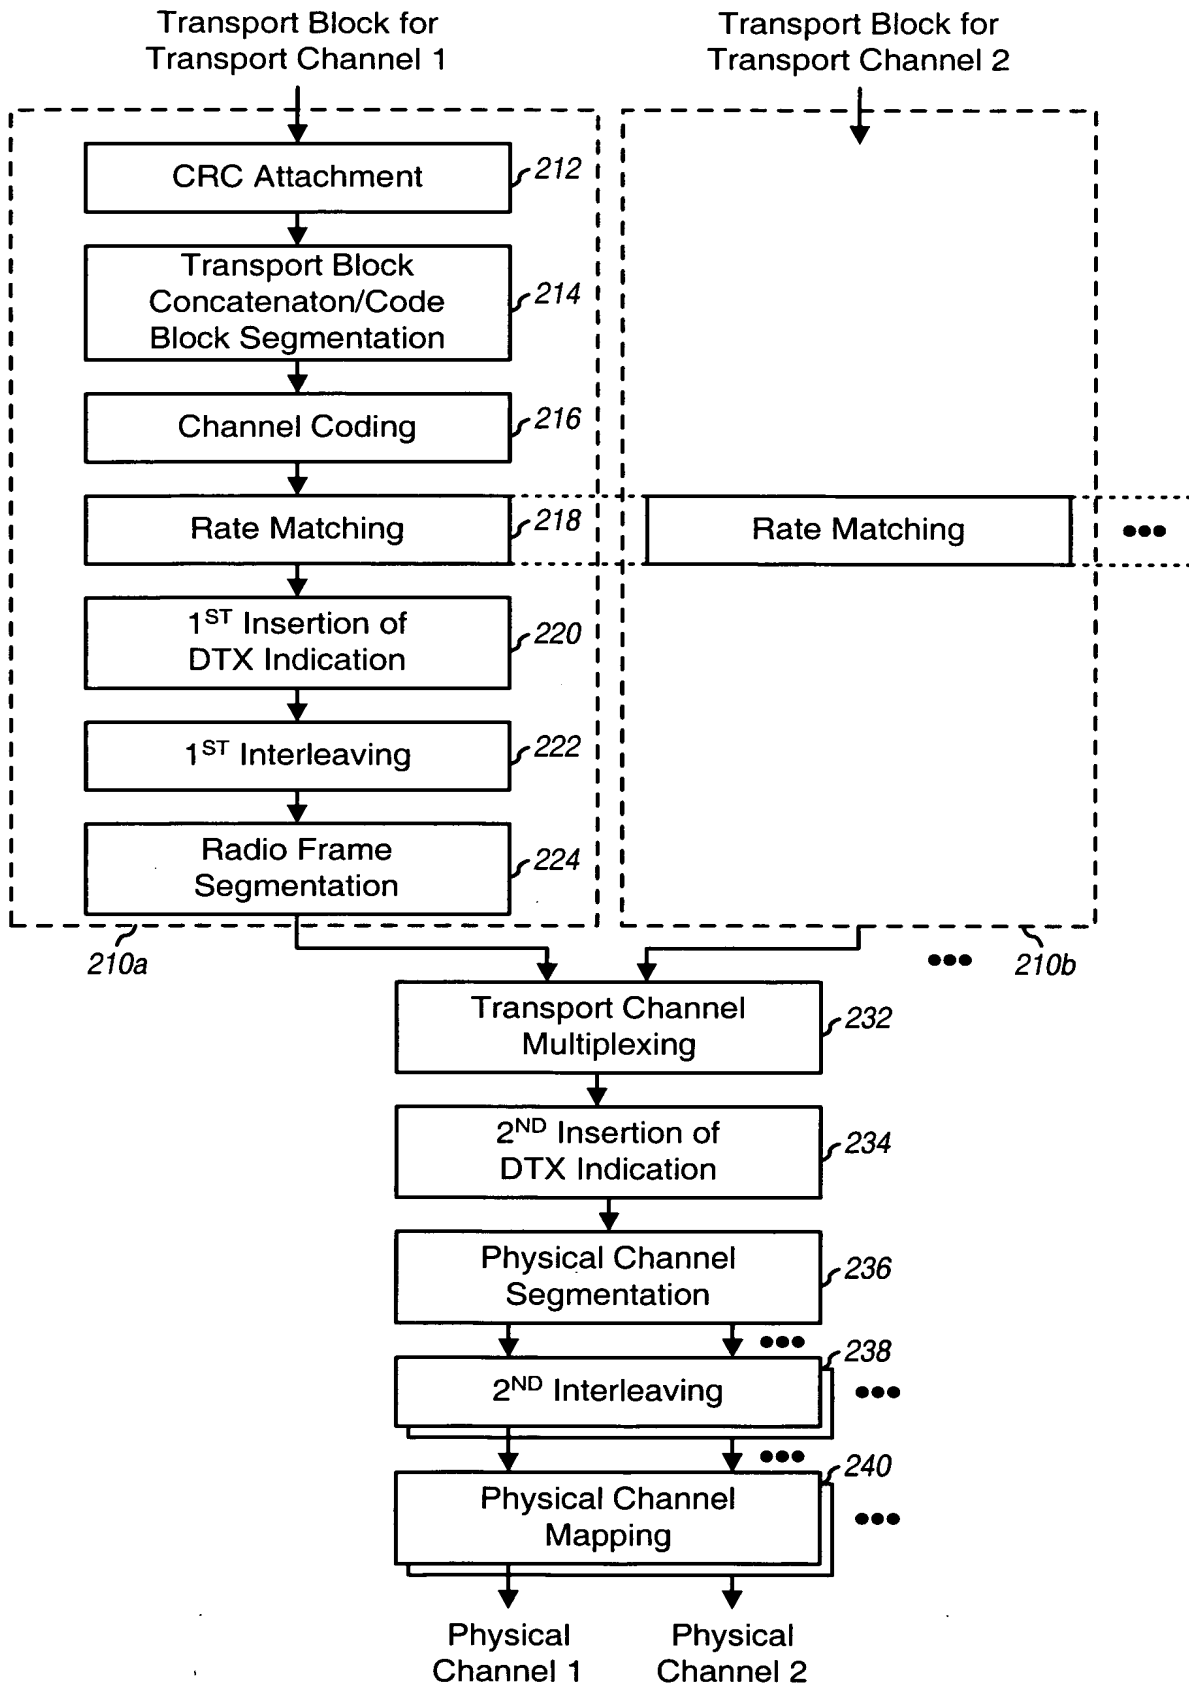 Transport Block for
Transport Channel 1
Transport Block for
Transport Channel 2
CRC Attachment
212
Transport Block
Concatenaton/Code
Block Segmentation
214
Channel Coding
216
Rate Matching
218
Rate Matching
1ST Insertion of
DTX Indication
220
1ST Interleaving
222
Radio Frame
Segmentation
224
210a
210b
Transport Channel
Multiplexing
232
2ND Insertion of
DTX Indication
234
Physical Channel
Segmentation
236
2ND Interleaving
238
Physical Channel
Mapping
240
Physical
Channel 1
Physical
Channel 2